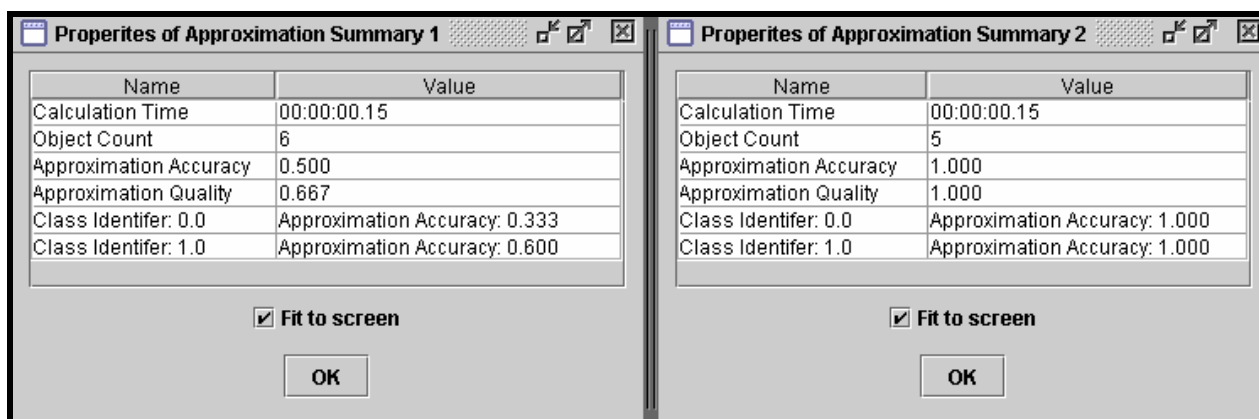 Properites of Approximation Summary 1
Name Value
Calculation Time 00:00:00.15
Object Count 6
Approximation Accuracy 0.500
Approximation Quality 0.667
Class Identifer: 0.0 Approximation Accuracy: 0.333
Class Identifer: 1.0 Approximation Accuracy: 0.600
Fit to screen
OK
Properites of Approximation Summary 2
Name Value
Calculation Time 00:00:00.15
Object Count 5
Approximation Accuracy 1.000
Approximation Quality 1.000
Class Identifer: 0.0 Approximation Accuracy: 1.000
Class Identifer: 1.0 Approximation Accuracy: 1.000
Fit to screen
OK